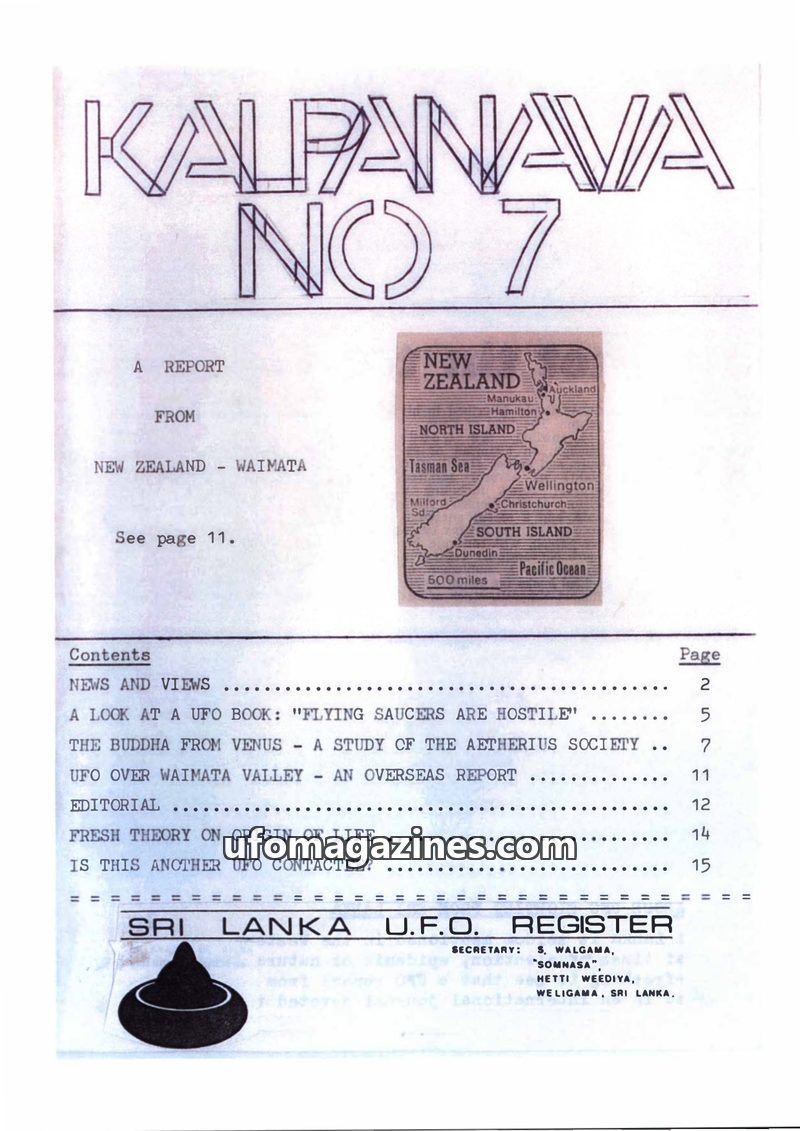 KALPANAVA
NO 7
A REPORT
FROM
NEW ZEALAND - WAIMATA
See page 11.
NEW
ZEALAND
Auckland
Manukau
Hamilton
NORTH ISLAND
Tasman Sea
Wellington
Milford
Sd.
Christchurch
SOUTH ISLAND
Dunedin
Pacific Ocean
500 miles
Contents Page
NEWS AND VIEWS ............................................ 2
A LOOK AT A UFO BOOK: "FLYING SAUCERS ARE HOSTILE" ........ 5
THE BUDDHA FROM VENUS - A STUDY OF THE AETHERIUS SOCIETY .. 7
UFO OVER WAIMATA VALLEY - AN OVERSEAS REPORT .............. 11
EDITORIAL ................................................. 12
FRESH THEORY ON ORIGIN OF LIFE ............................ 14
ufomagazines.com
IS THIS ANOTHER UFO CONTACTEE? ............................ 15
SRI LANKA U.F.O. REGISTER
SECRETARY: S, WALGAMA,
"SOMNASA",
HETTI WEEDIYA,
WELIGAMA, SRI LANKA.